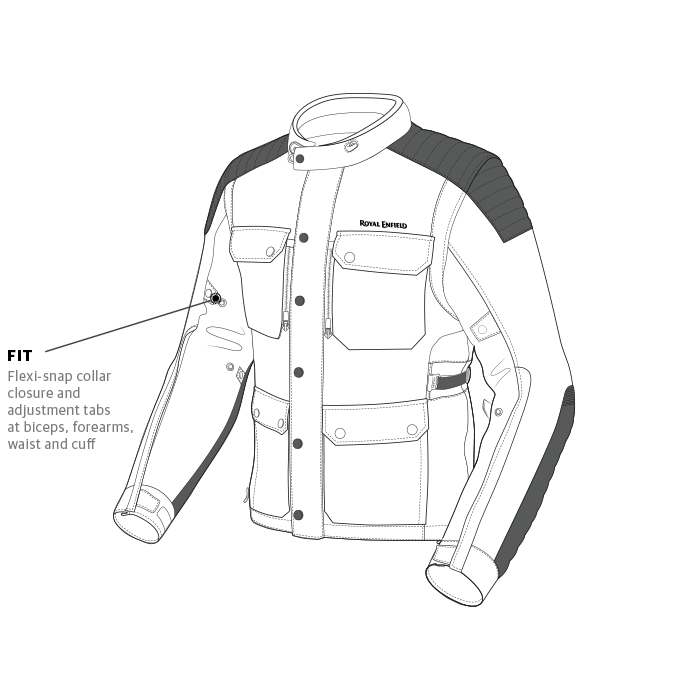 ROYAL ENFIELD
FIT
Flexi-snap collar
closure and
adjustment tabs
at biceps, forearms,
waist and cuff